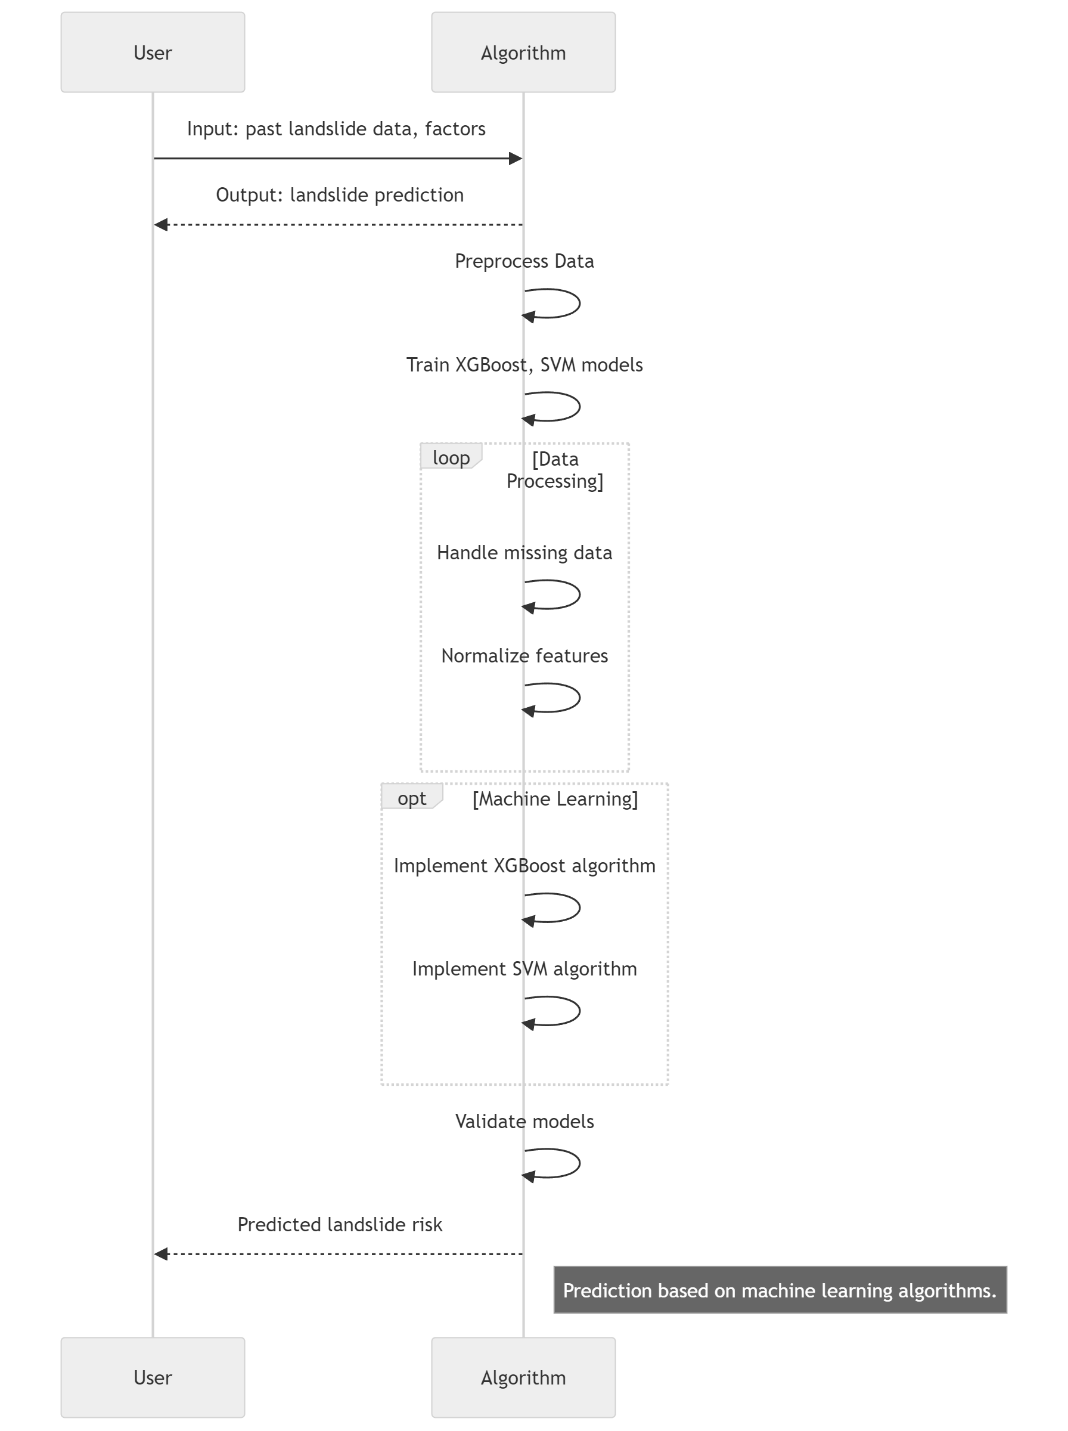 User
Algorithm
Input: past landslide data, factors
Output: landslide prediction
Preprocess Data
Train XGBoost, SVM models
loop
[Data
Processing]
Handle missing data
Normalize features
opt
[Machine Learning]
Implement XGBoost algorithm
Implement SVM algorithm
Validate models
Predicted landslide risk
Prediction based on machine learning algorithms.
User
Algorithm